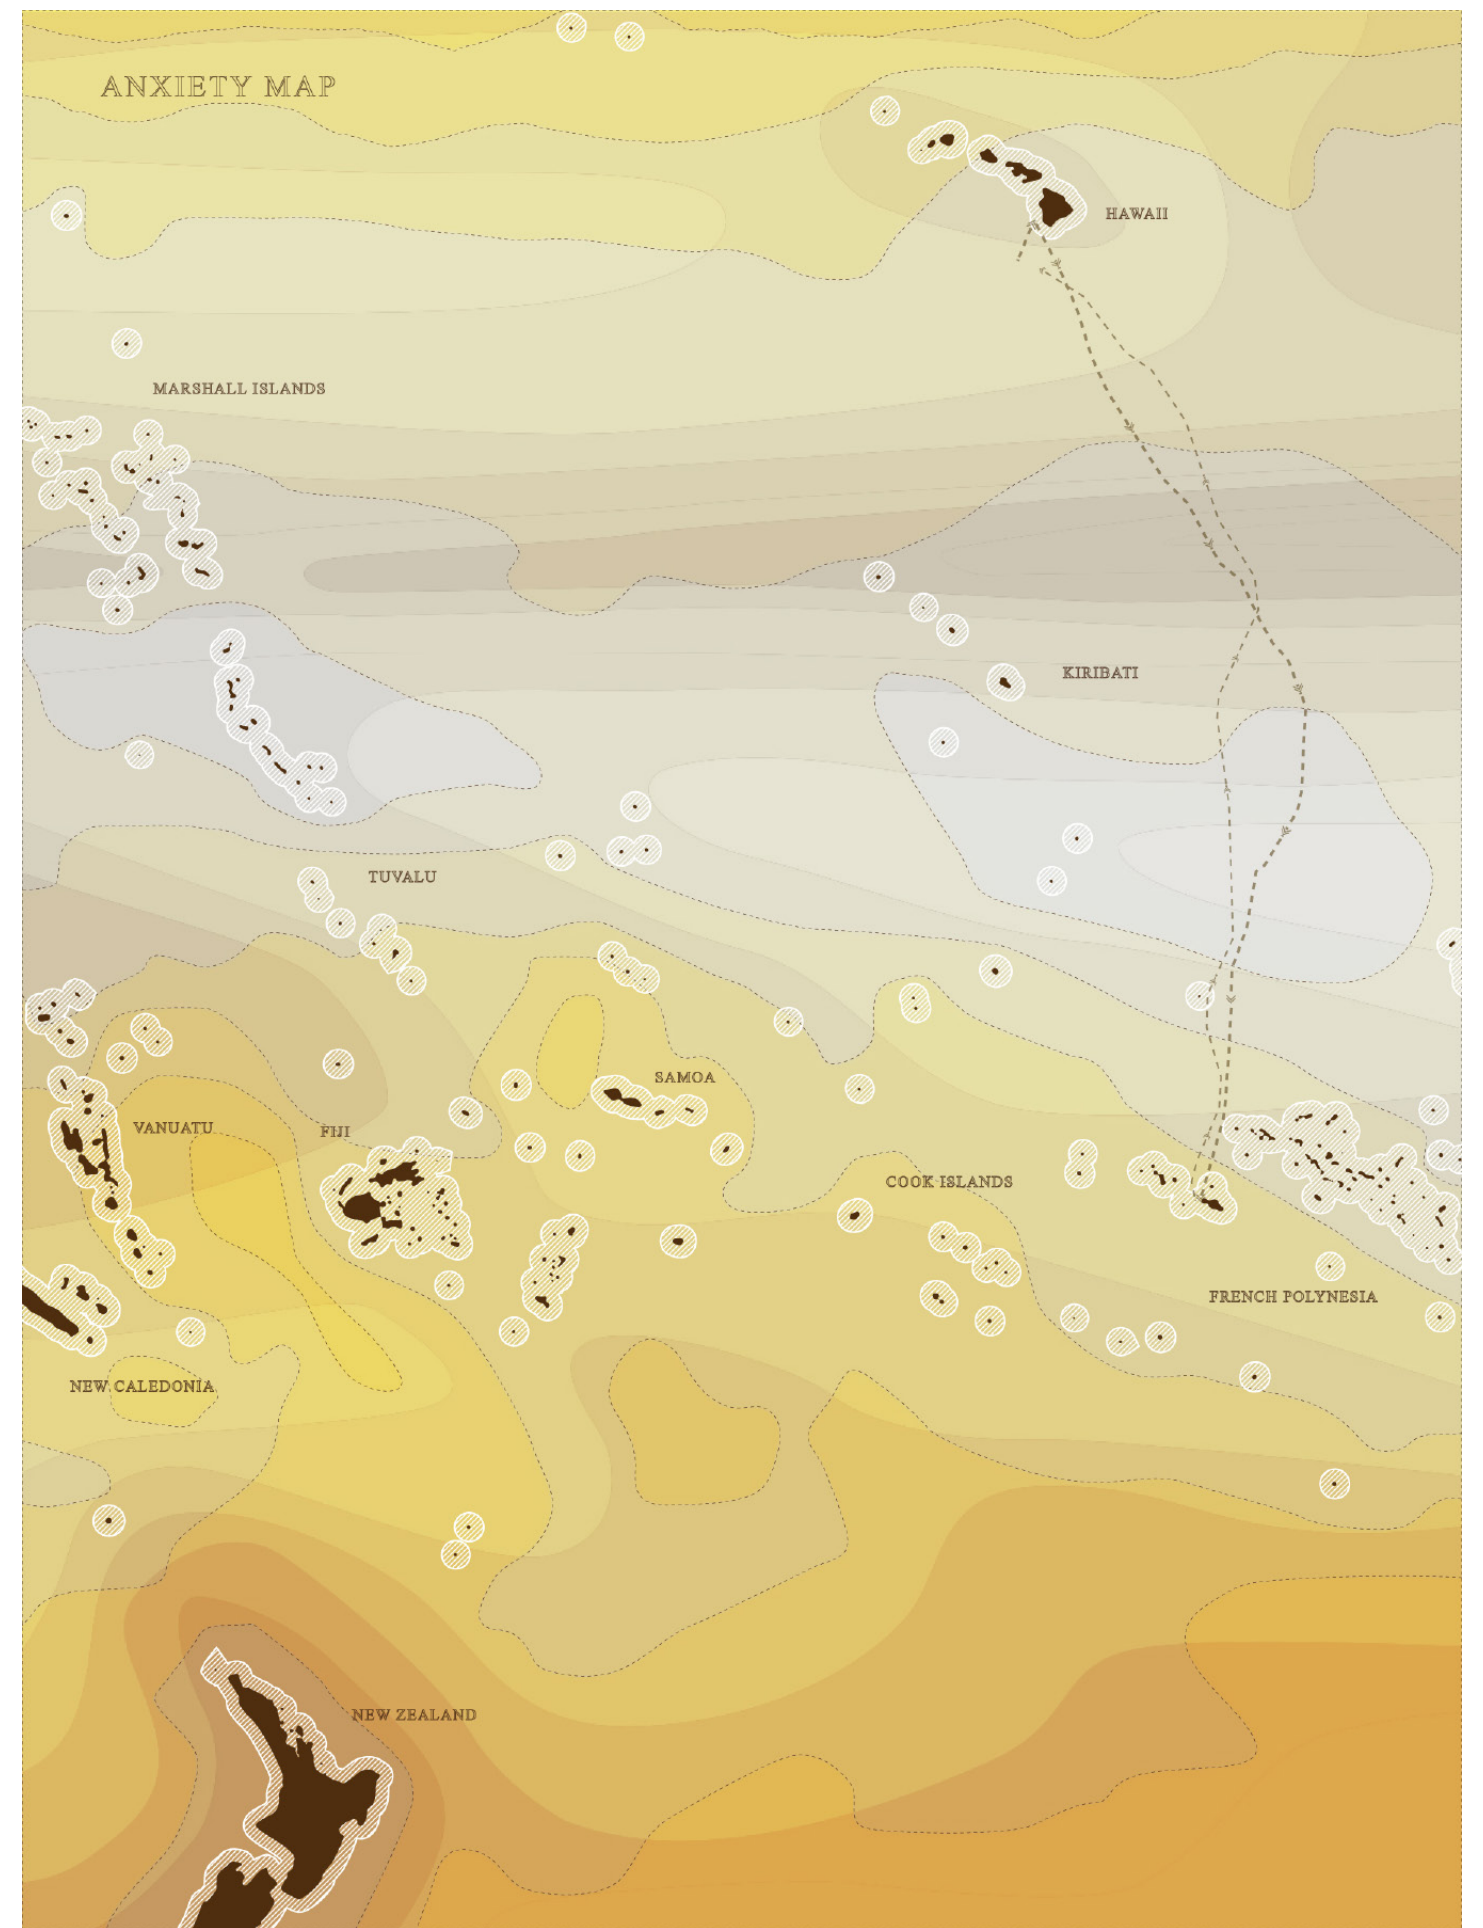 ANXIETY MAP
HAWAII
MARSHALL ISLANDS
KIRIBATI
TUVALU
SAMOA
VANUATU
FIJI
COOK ISLANDS
FRENCH POLYNESIA
NEW CALEDONIA
NEW ZEALAND